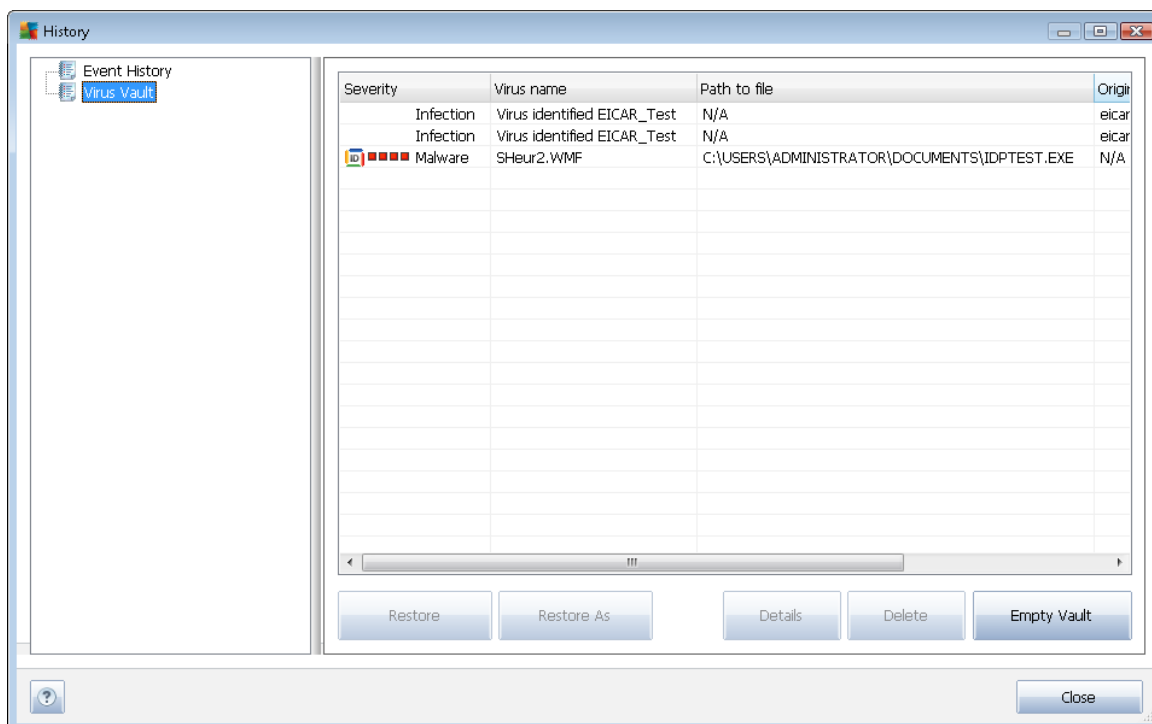 History
Event History
Virus Vault
Severity Virus name Path to file Origin
Infection Virus identified EICAR_Test N/A eicar
Infection Virus identified EICAR_Test N/A eicar
ID Malware SHeur2.WMF C:\USERS\ADMINISTRATOR\DOCUMENTS\IDPTEST.EXE N/A
Restore Restore As Details Delete Empty Vault
? Close